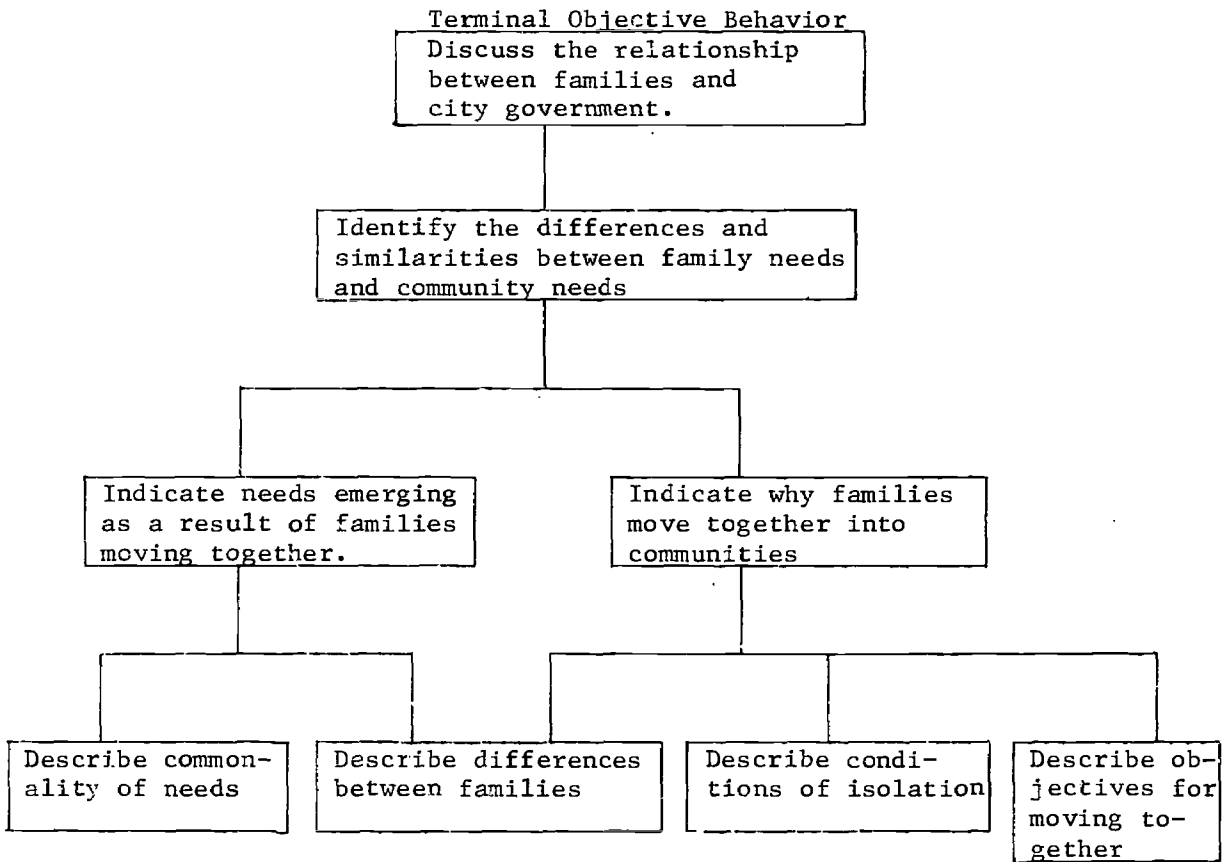 Terminal Objective Behavior
Discuss the relationship
between families and
city government.
Identify the differences and
similarities between family needs
and community needs
Indicate needs emerging
as a result of families
moving together.
Indicate why families
move together into
communities
Describe common-
ality of needs
Describe differences
between families
Describe condi-
tions of isolation
Describe ob-
jectives for
moving to-
gether